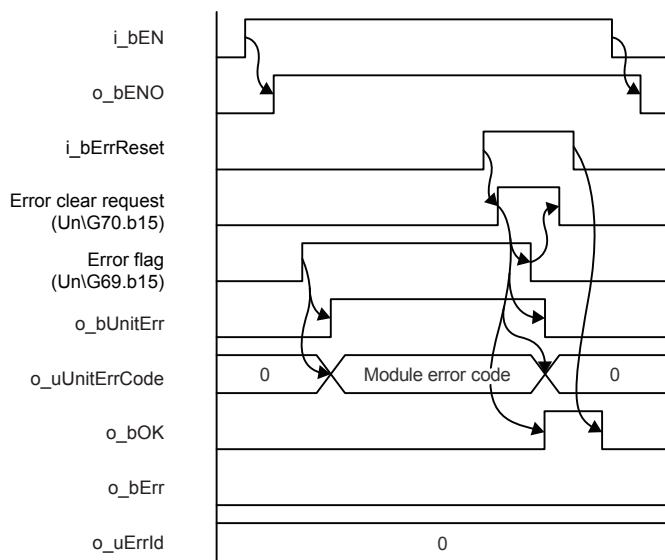 i_bEN
o_bENO
i_bErrReset
Error clear request
(Un\G70.b15)
Error flag
(Un\G69.b15)
o_bUnitErr
o_uUnitErrCode
0
Module error code
0
o_bOK
o_bErr
o_uErrId
0